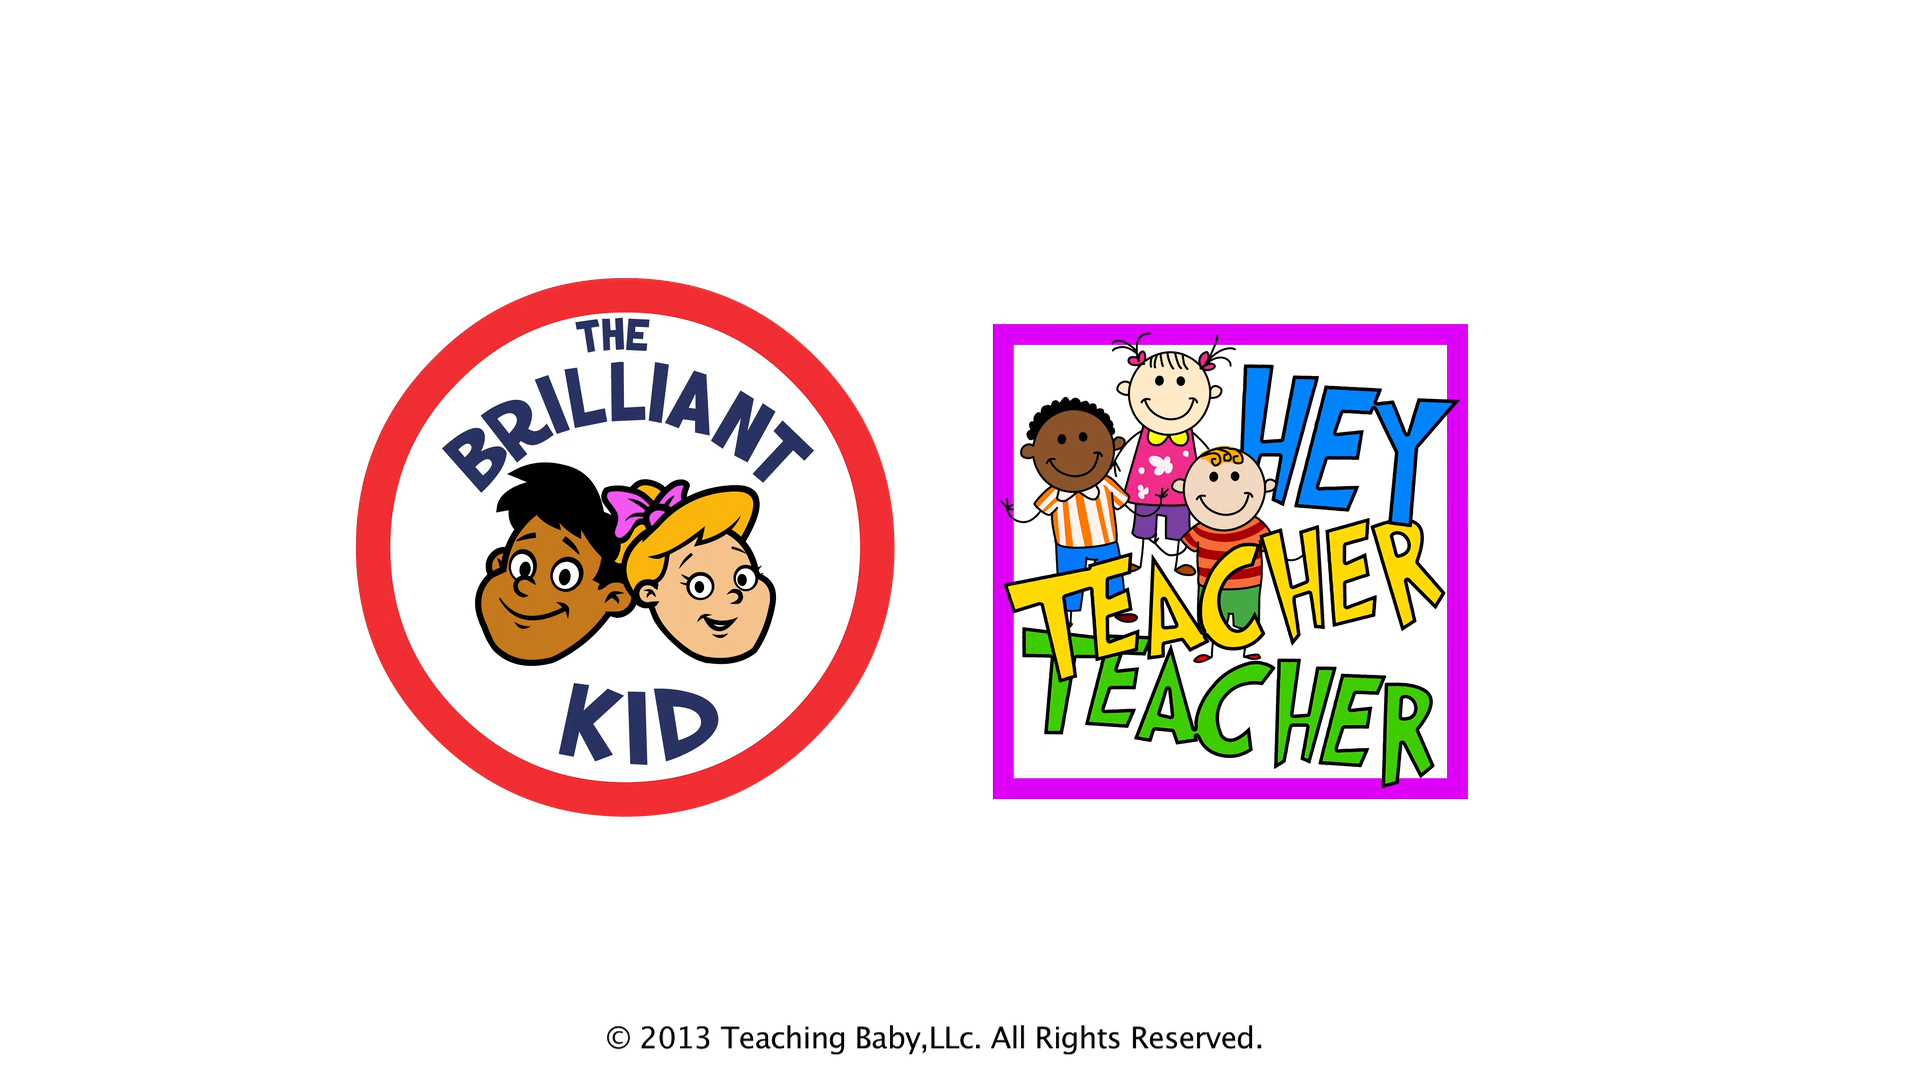 THE
BRILLIANT
KID
HEY
TEACHER
TEACHER
© 2013 Teaching Baby,LLc. All Rights Reserved.